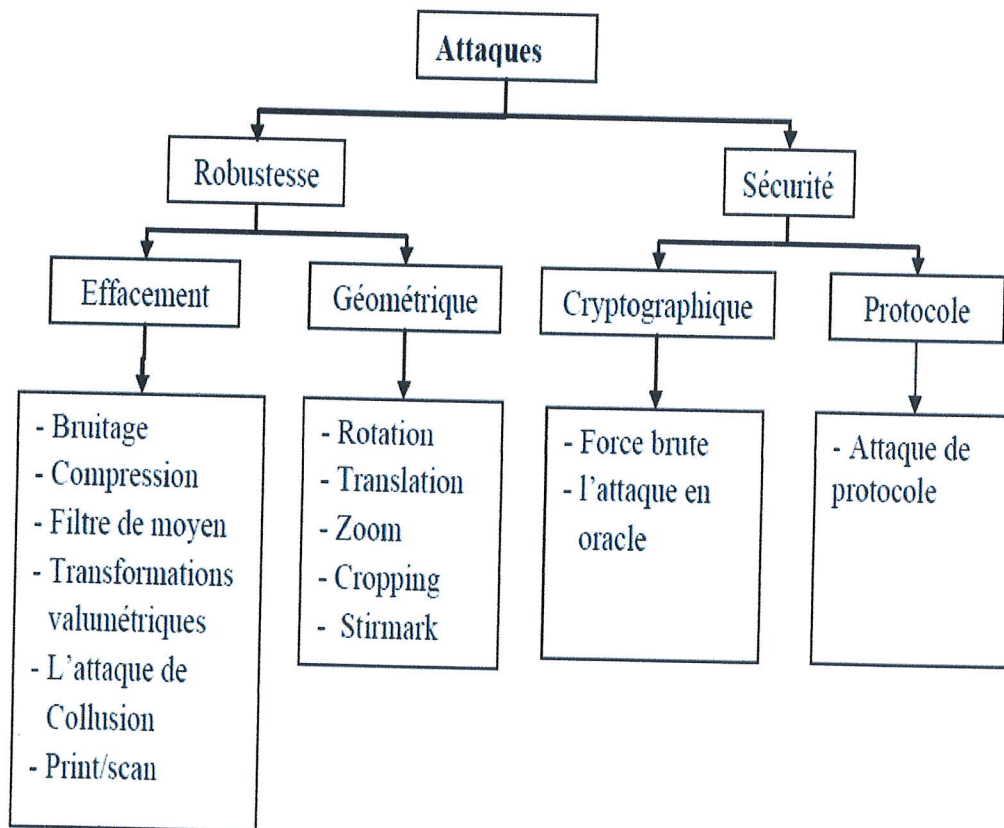 Attaques
Robustesse
Sécurité
Effacement
Géométrique
Cryptographique
Protocole
- Bruitage
- Compression
- Filtre de moyen
- Transformations
valumétriques
- L'attaque de
Collusion
- Print/scan
- Rotation
- Translation
- Zoom
- Cropping
- Stirmark
- Force brute
- l'attaque en
oracle
- Attaque de
protocole